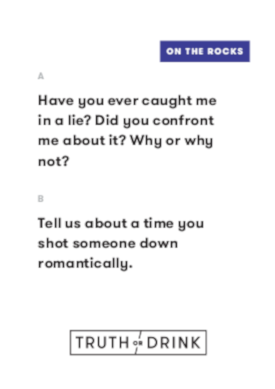 ON THE ROCKS
A
Have you ever caught me
in a lie? Did you confront
me about it? Why or why
not?
B
Tell us about a time you
shot someone down
romantically.
TRUTH OR DRINK